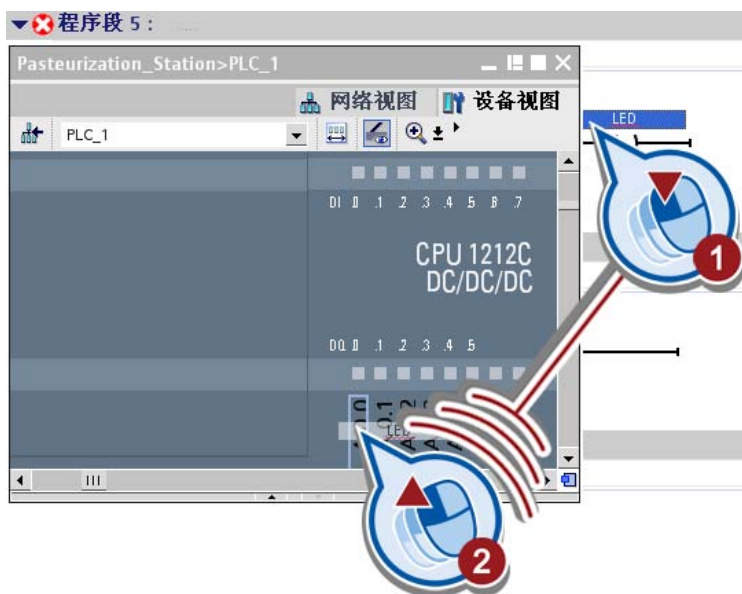 程序段 5：
Pasteurization_Station>PLC_1
网络视图 设备视图
PLC_1
LED
DI .0 .1 .2 .3 .4 .5 .6 .7
CPU 1212C
DC/DC/DC
1
DQ .0 .1 .2 .3 .4 .5
LED
2